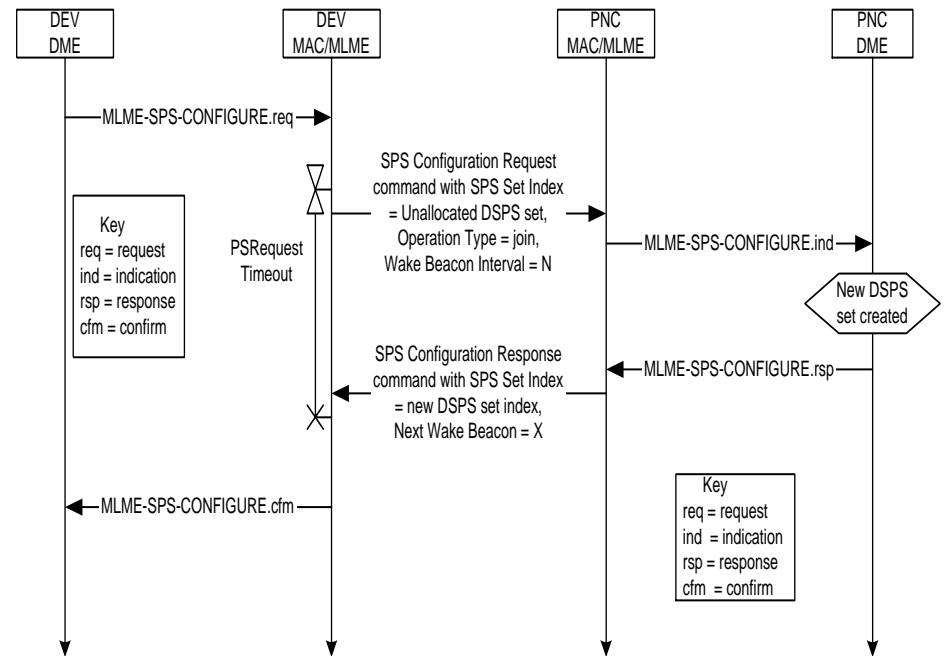 DEV
DME
DEV
MAC/MLME
PNC
MAC/MLME
PNC
DME
MLME-SPS-CONFIGURE.req
SPS Configuration Request
command with SPS Set Index
= Unallocated DSPS set,
Operation Type = join,
Wake Beacon Interval = N
PSRequest
Timeout
Key
req = request
ind = indication
rsp = response
cfm = confirm
MLME-SPS-CONFIGURE.ind
New DSPS
set created
MLME-SPS-CONFIGURE.rsp
SPS Configuration Response
command with SPS Set Index
= new DSPS set index,
Next Wake Beacon = X
MLME-SPS-CONFIGURE.cfm
Key
req = request
ind = indication
rsp = response
cfm = confirm